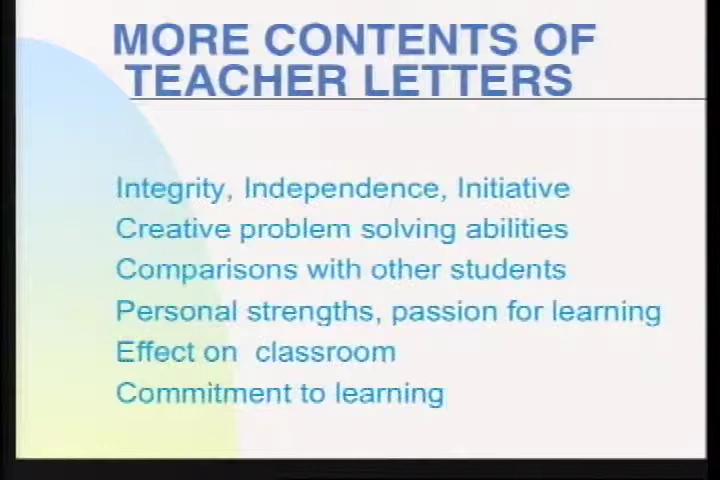 MORE CONTENTS OF
TEACHER LETTERS
Integrity, Independence, Initiative
Creative problem solving abilities
Comparisons with other students
Personal strengths, passion for learning
Effect on  classroom
Commitment to learning